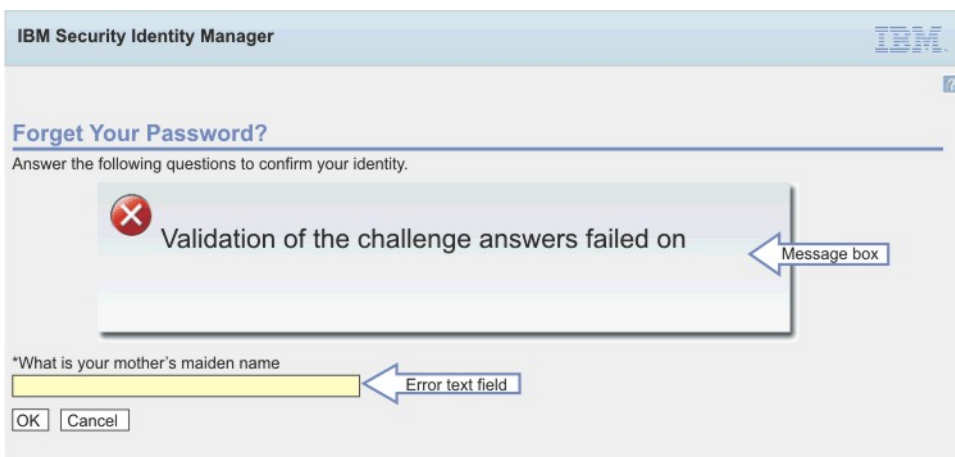 IBM Security Identity Manager
IBM.
?
Forget Your Password?
Answer the following questions to confirm your identity.
Validation of the challenge answers failed on
Message box
*What is your mother's maiden name
Error text field
OK Cancel